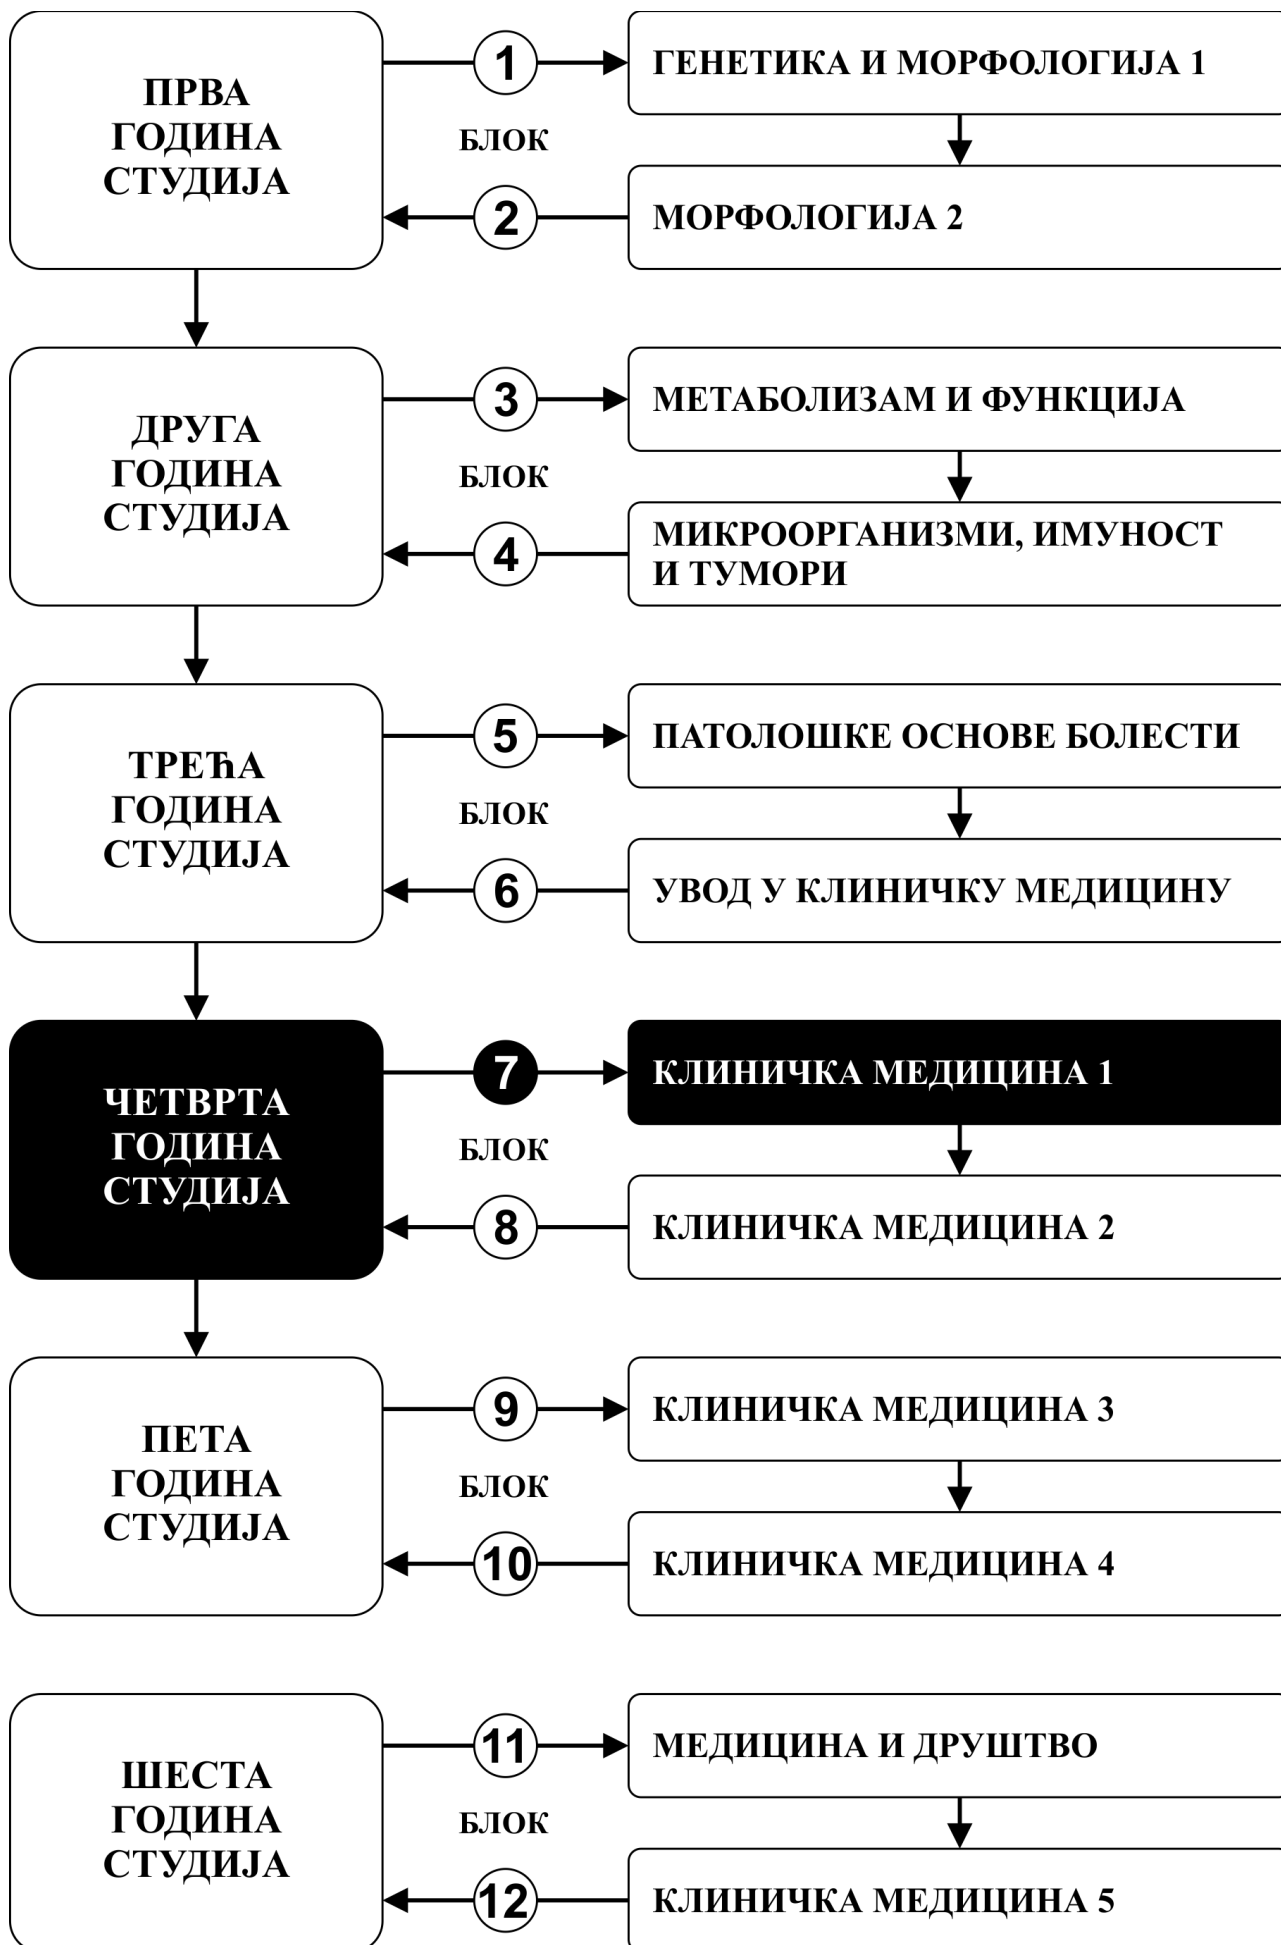 ПРВА
ГОДИНА
СТУДИЈА
1
БЛОК
2
ГЕНЕТИКА И МОРФОЛОГИЈА 1
МОРФОЛОГИЈА 2
ДРУГА
ГОДИНА
СТУДИЈА
3
БЛОК
4
МЕТАБОЛИЗАМ И ФУНКЦИЈА
МИКРООРГАНИЗМИ, ИМУНОСТ
И ТУМОРИ
ТРЕЋА
ГОДИНА
СТУДИЈА
5
БЛОК
6
ПАТОЛОШКЕ ОСНОВЕ БОЛЕСТИ
УВОД У КЛИНИЧКУ МЕДИЦИНУ
ЧЕТВРТА
ГОДИНА
СТУДИЈА
7
БЛОК
8
КЛИНИЧКА МЕДИЦИНА 1
КЛИНИЧКА МЕДИЦИНА 2
ПЕТА
ГОДИНА
СТУДИЈА
9
БЛОК
10
КЛИНИЧКА МЕДИЦИНА 3
КЛИНИЧКА МЕДИЦИНА 4
ШЕСТА
ГОДИНА
СТУДИЈА
11
БЛОК
12
МЕДИЦИНА И ДРУШТВО
КЛИНИЧКА МЕДИЦИНА 5